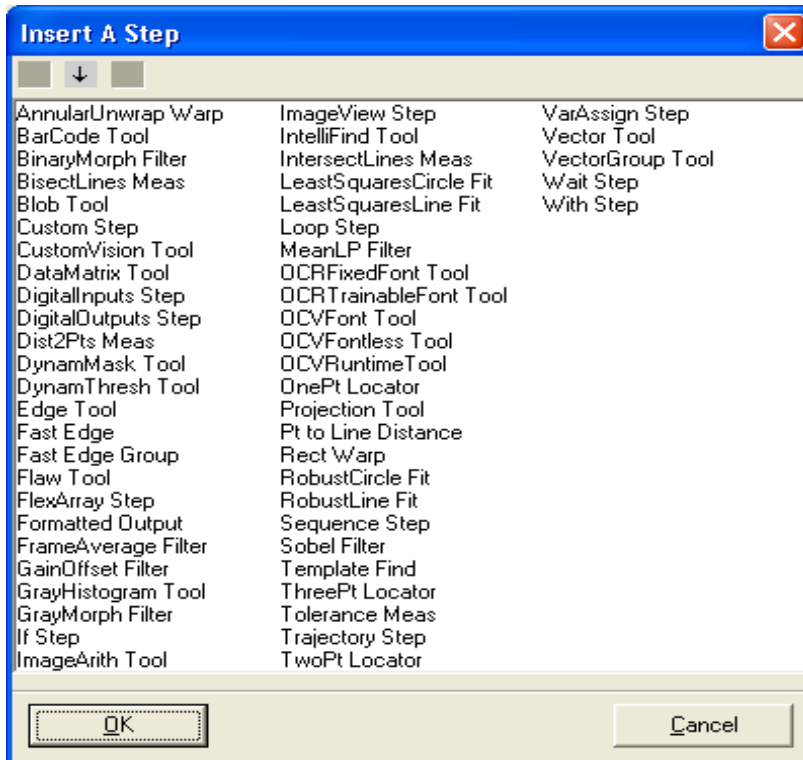 Insert A Step
AnnularUnwrap Warp
BarCode Tool
BinaryMorph Filter
BisectLines Meas
Blob Tool
Custom Step
CustomVision Tool
DataMatrix Tool
DigitalInputs Step
DigitalOutputs Step
Dist2Pts Meas
DynamMask Tool
DynamThresh Tool
Edge Tool
Fast Edge
Fast Edge Group
Flaw Tool
FlexArray Step
Formatted Output
FrameAverage Filter
GainOffset Filter
GrayHistogram Tool
GrayMorph Filter
If Step
ImageArith Tool
ImageView Step
IntelliFind Tool
IntersectLines Meas
LeastSquaresCircle Fit
LeastSquaresLine Fit
Loop Step
MeanLP Filter
OCRFixedFont Tool
OCRTrainableFont Tool
OCVFont Tool
OCVFontless Tool
OCVRuntimeTool
OnePt Locator
Projection Tool
Pt to Line Distance
Rect Warp
RobustCircle Fit
RobustLine Fit
Sequence Step
Sobel Filter
Template Find
ThreePt Locator
Tolerance Meas
Trajectory Step
TwoPt Locator
VarAssign Step
Vector Tool
VectorGroup Tool
Wait Step
With Step
OK
Cancel